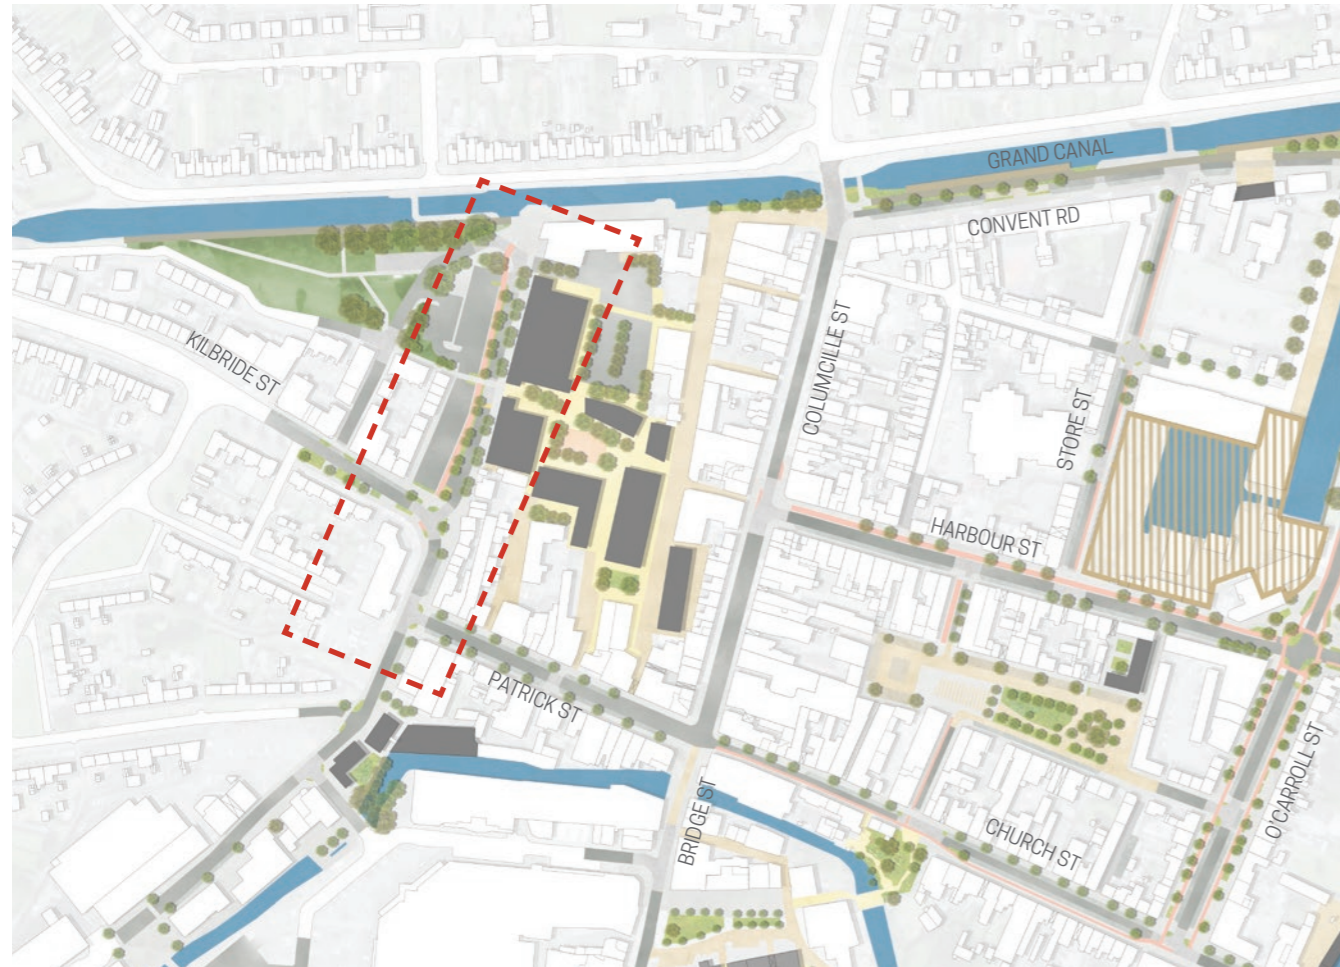 GRAND CANAL
CONVENT RD
KILBRIDE ST
COLUMCILLE ST
STORE ST
HARBOUR ST
PATRICK ST
BRIDGE ST
CHURCH ST
O'CARROLL ST